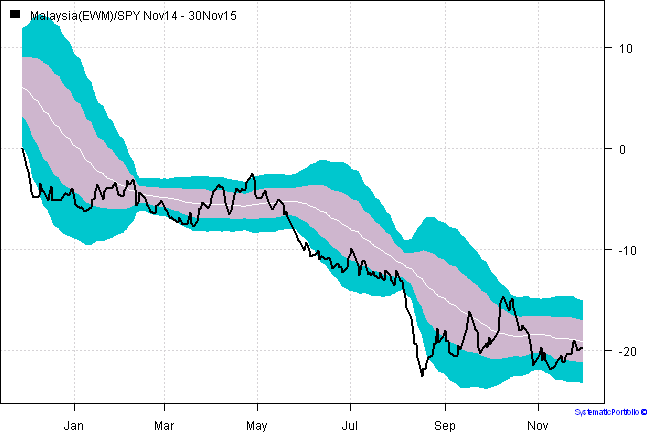 Malaysia(EWM)/SPY Nov14 - 30Nov15
10
0
-10
-20
Jan Mar May Jul Sep Nov
SystematicPortfolio ©